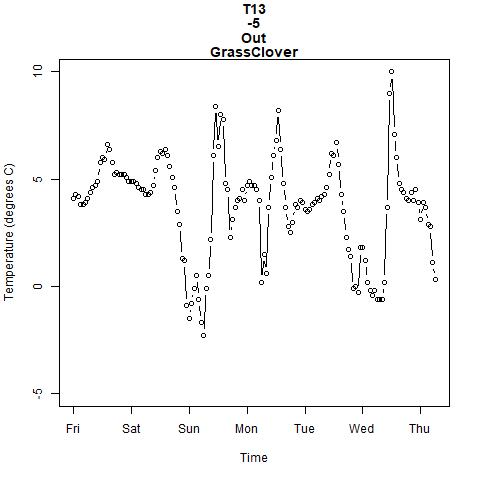 T13
-5
Out
GrassClover
10
5
0
-5
Temperature (degrees C)
Fri Sat Sun Mon Tue Wed Thu
Time